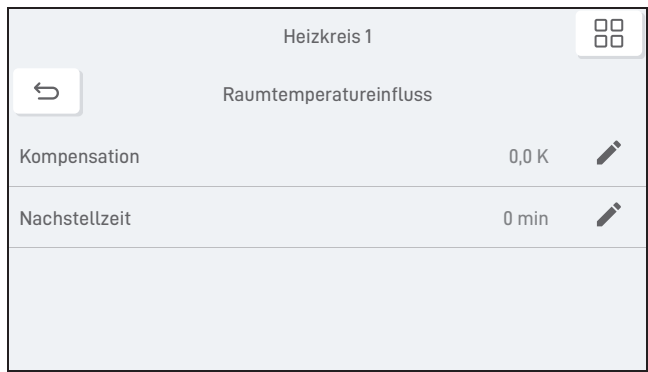 Heizkreis 1
Raumtemperatureinfluss
Kompensation 0,0 K
Nachstellzeit 0 min